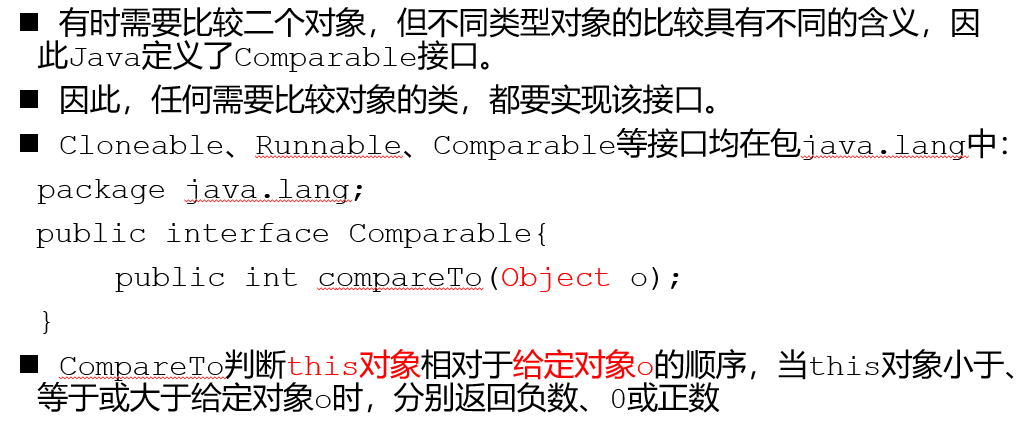 ■ 有时需要比较二个对象，但不同类型对象的比较具有不同的含义，因
此Java定义了Comparable接口。
■ 因此，任何需要比较对象的类，都要实现该接口。
■ Cloneable、Runnable、Comparable等接口均在包java.lang中：
package java.lang;
public interface Comparable{
public int compareTo(Object o);
}
■ CompareTo判断this对象相对于给定对象o的顺序，当this对象小于、
等于或大于给定对象o时，分别返回负数、0或正数